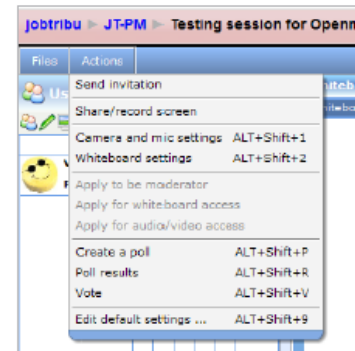 jobtribu ► JT-PM ► Testing session for Openm
Files Actions
Us
hiteb
Send invitation
Share/record screen
Camera and mic settings ALT+Shift+1
Whiteboard settings ALT+Shift+2
Apply to be moderator
Apply for whiteboard access
Apply for audio/video access
Create a poll ALT+Shift+P
Poll results ALT+Shift+R
Vote ALT+Shift+V
Edit default settings ... ALT+Shift+9